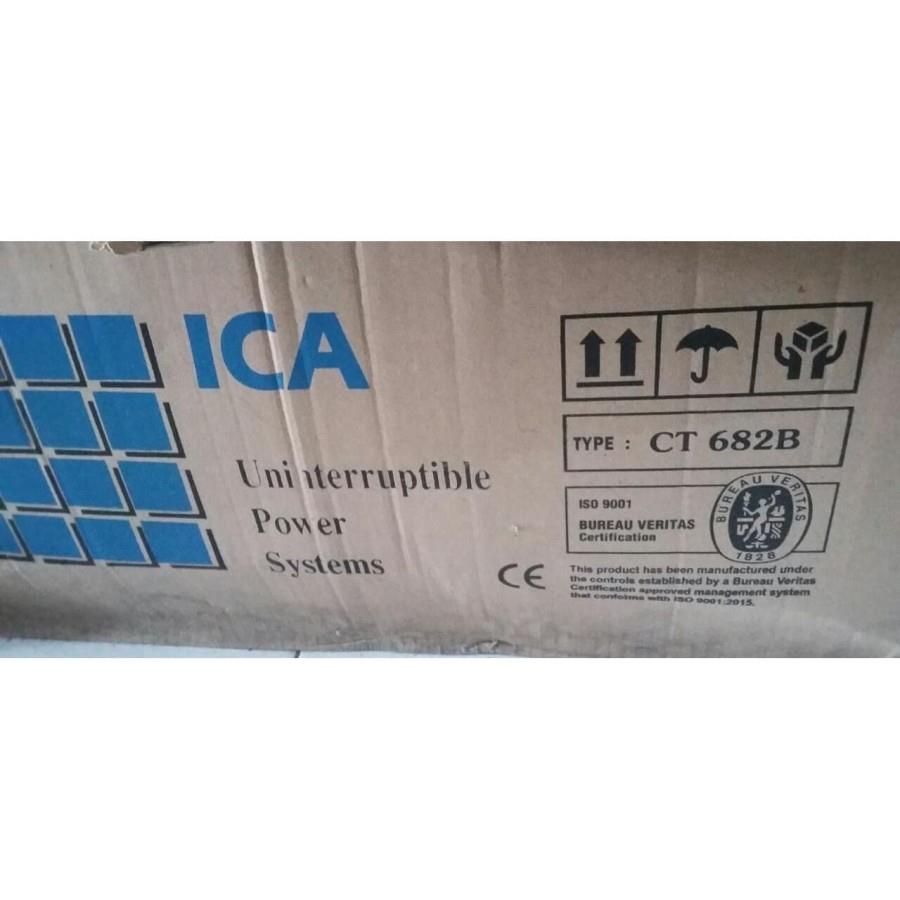 ICA
Uninterruptible
Power
Systems
TYPE : CT 682B
ISO 9001
BUREAU VERITAS
Certification
BUREAU VERITAS
1828
CE
This product has been manufactured under
the controls established by a Bureau Veritas
Certification approved management system
that conforms with ISO 9001:2015.